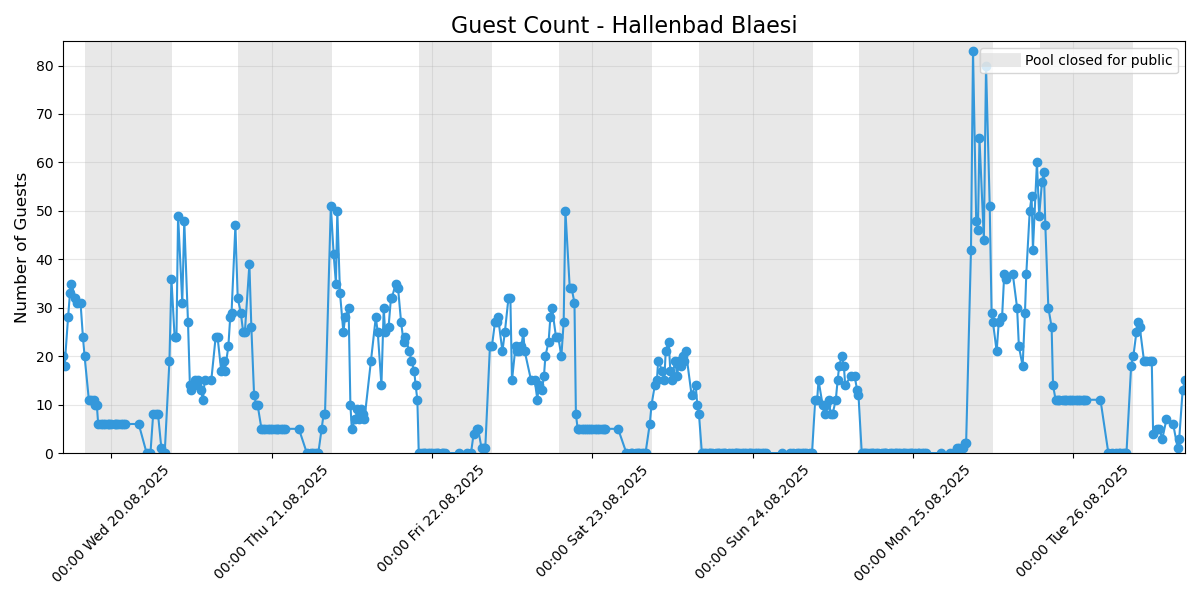 Guest Count - Hallenbad Blaesi
Pool closed for public
Number of Guests
80
70
60
50
40
30
20
10
0
00:00 Wed 20.08.2025
00:00 Thu 21.08.2025
00:00 Fri 22.08.2025
00:00 Sat 23.08.2025
00:00 Sun 24.08.2025
00:00 Mon 25.08.2025
00:00 Tue 26.08.2025